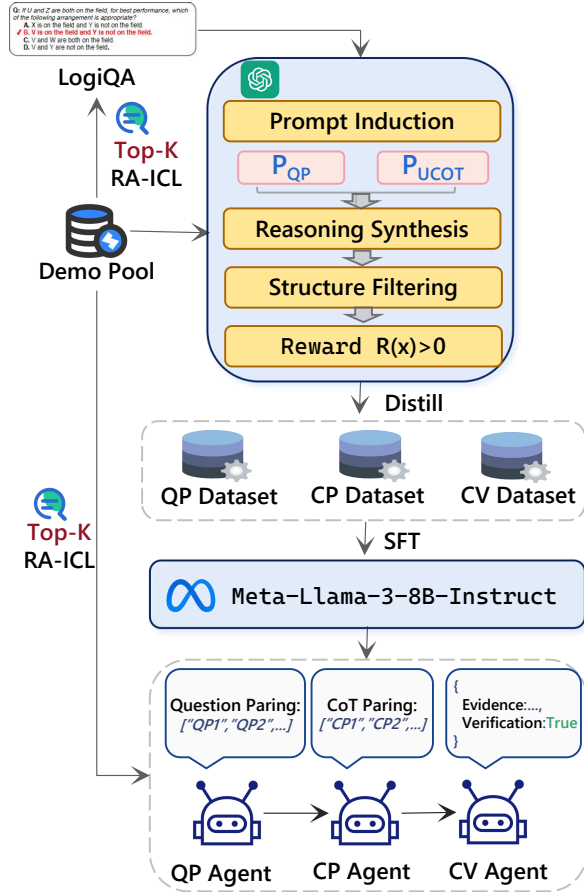 Q: If U and Z are both on the field, for best performance, which
of the following arrangement is appropriate?
A. X is on the field and Y is not on the field.
✓ B. V is on the field and Y is not on the field.
C. V and W are both on the field.
D. V and Y are not on the field.
LogiQA
Top-K
RA-ICL
Demo Pool
Prompt Induction
P_QP
P_UCOT
Reasoning Synthesis
Structure Filtering
Reward R(x)>0
Distill
QP Dataset
CP Dataset
CV Dataset
Top-K
RA-ICL
SFT
Meta-Llama-3-8B-Instruct
Question Paring:
["QP1","QP2",...]
CoT Paring:
["CP1","CP2",...]
{
Evidence:...,
Verification:True
}
QP Agent
CP Agent
CV Agent